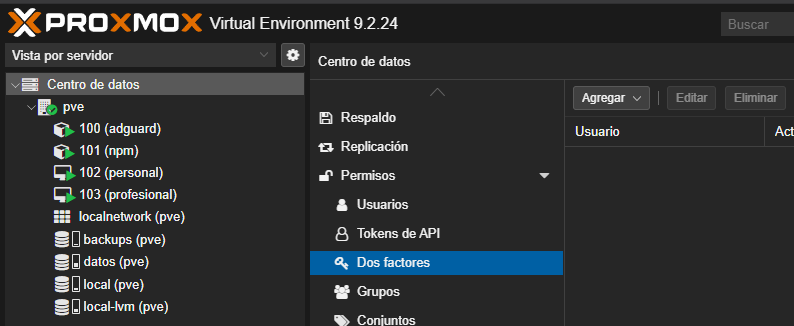 PROXMOX Virtual Environment 9.2.24
Buscar
Vista por servidor
Centro de datos
pve
100 (adguard)
101 (npm)
102 (personal)
103 (profesional)
localnetwork (pve)
backups (pve)
datos (pve)
local (pve)
local-lvm (pve)
Centro de datos
Respaldo
Replicación
Permisos
Usuarios
Tokens de API
Dos factores
Grupos
Conjuntos
Agregar
Editar
Eliminar
Usuario
Act